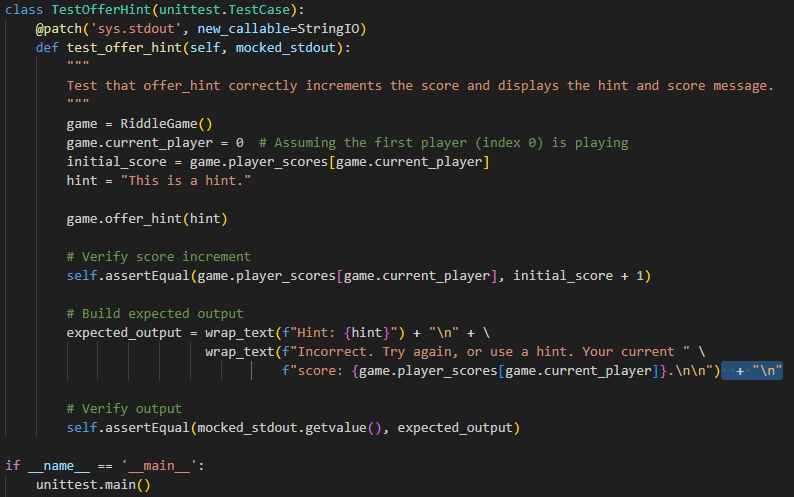 class TestOfferHint(unittest.TestCase):
    @patch('sys.stdout', new_callable=StringIO)
    def test_offer_hint(self, mocked_stdout):
        """
        Test that offer_hint correctly increments the score and displays the hint and score message.
        """
        game = RiddleGame()
        game.current_player = 0  # Assuming the first player (index 0) is playing
        initial_score = game.player_scores[game.current_player]
        hint = "This is a hint."

        game.offer_hint(hint)

        # Verify score increment
        self.assertEqual(game.player_scores[game.current_player], initial_score + 1)

        # Build expected output
        expected_output = wrap_text(f"Hint: {hint}") + "\n" + \
                          wrap_text(f"Incorrect. Try again, or use a hint. Your current " \
                                    f"score: {game.player_scores[game.current_player]}.\n\n")  + "\n"

        # Verify output
        self.assertEqual(mocked_stdout.getvalue(), expected_output)

if __name__ == '__main__':
    unittest.main()